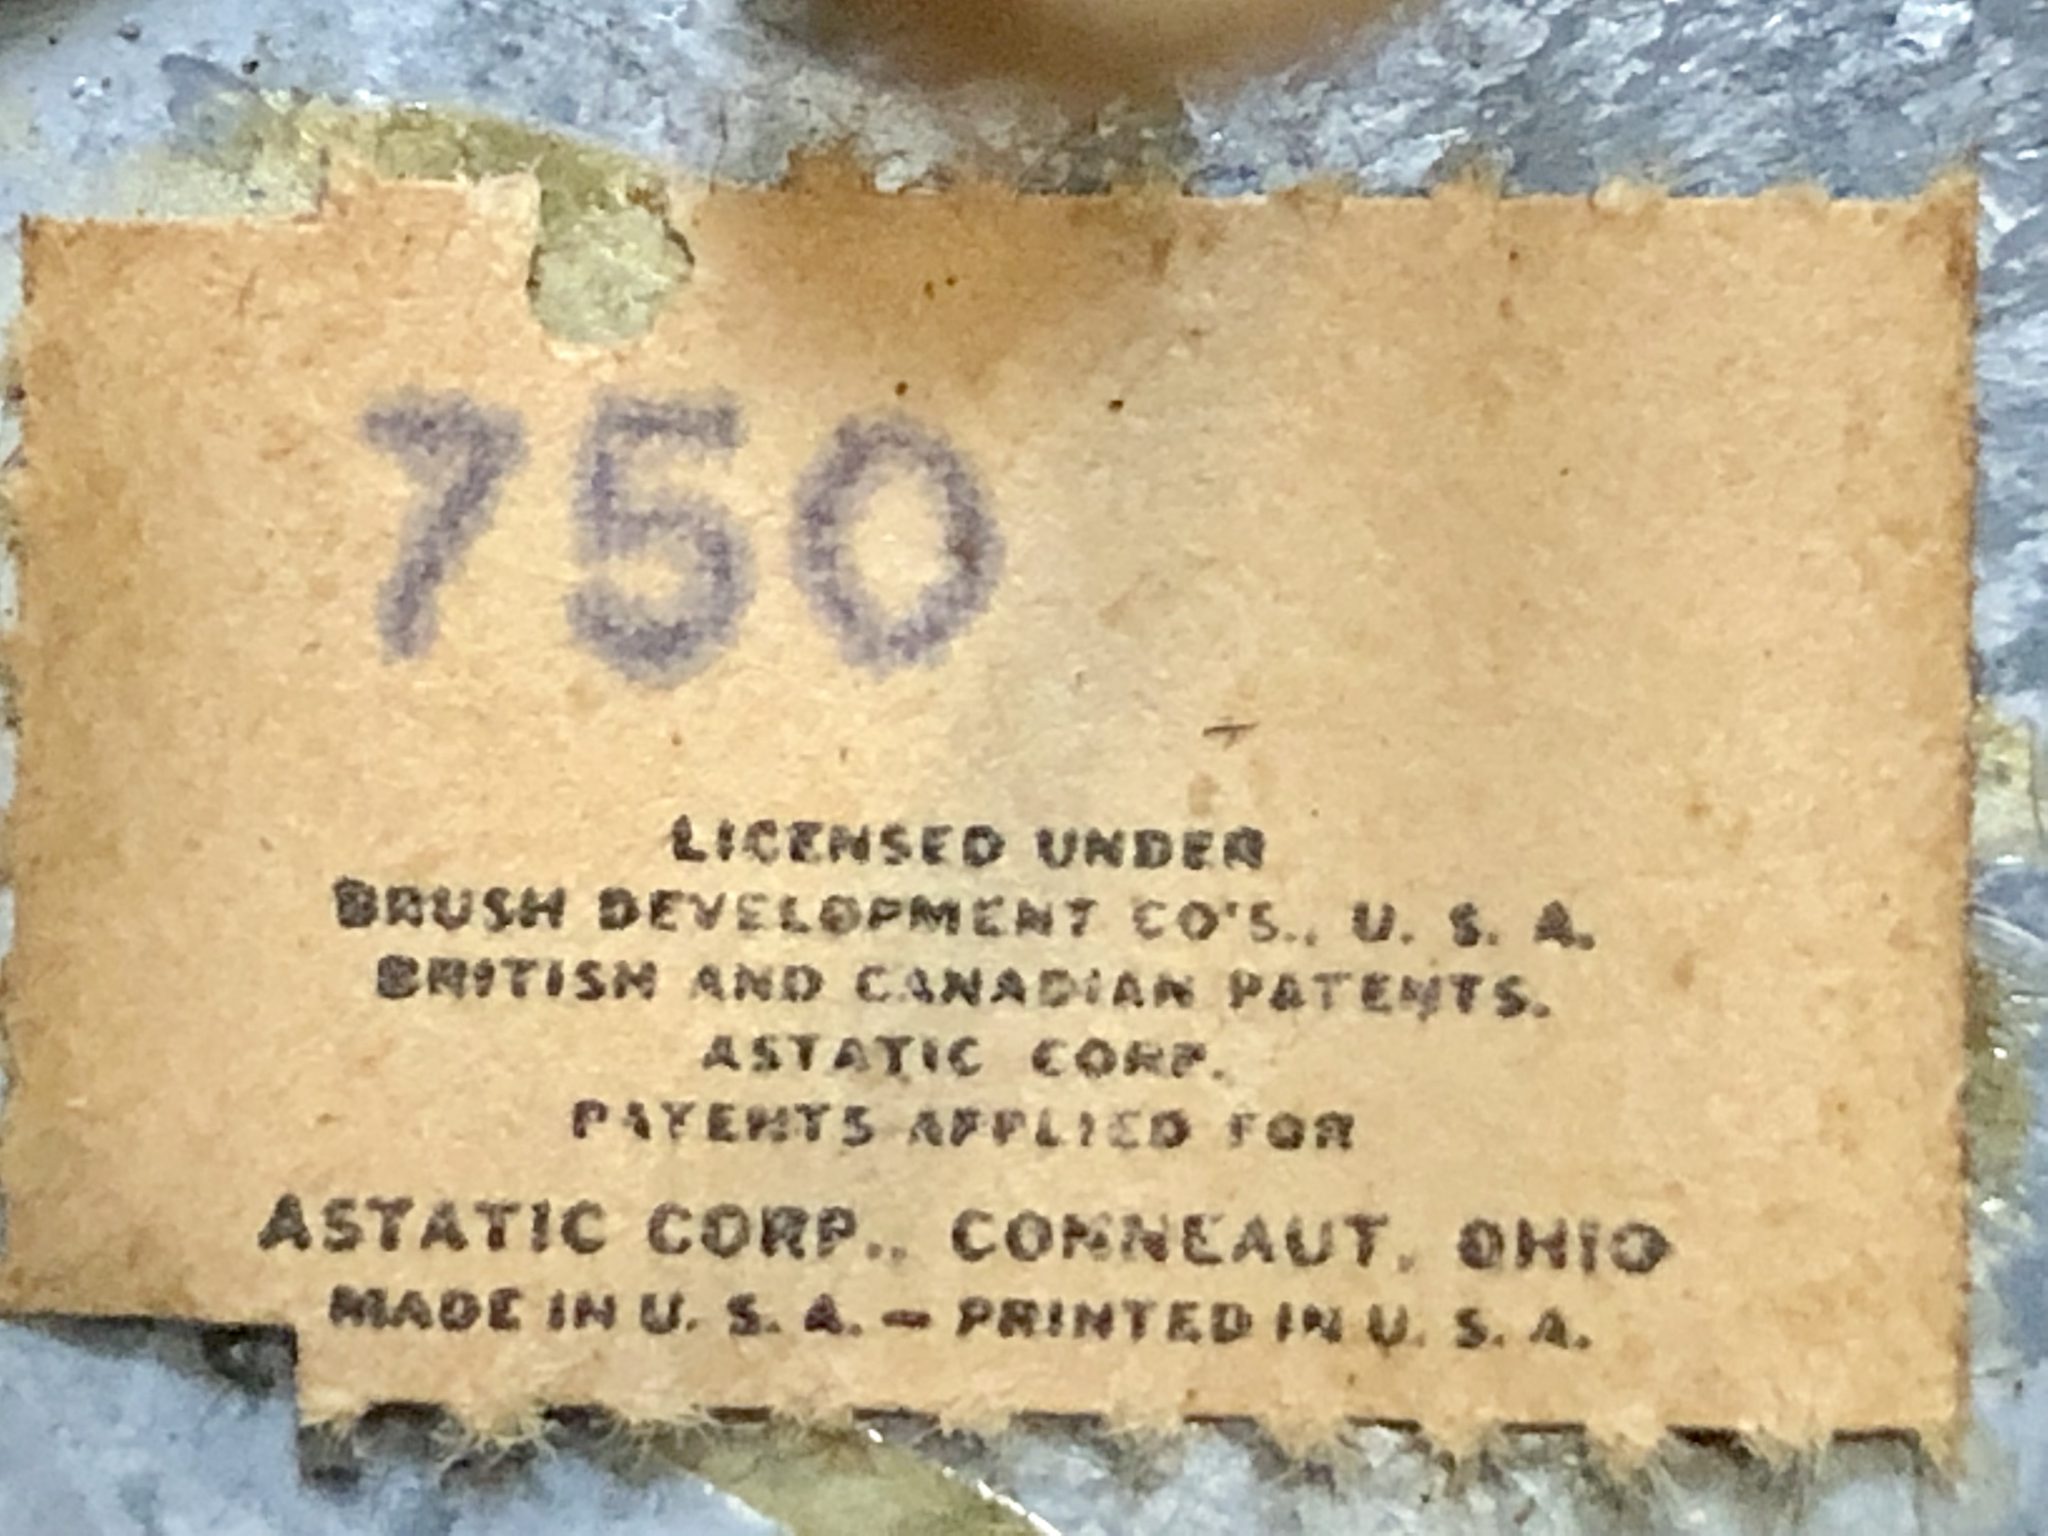 750
LICENSED UNDER
BRUSH DEVELOPMENT CO'S., U. S. A.
BRITISH AND CANADIAN PATENTS.
ASTATIC CORP.
PATENTS APPLIED FOR
ASTATIC CORP., CONNEAUT, OHIO
MADE IN U. S. A. — PRINTED IN U. S. A.